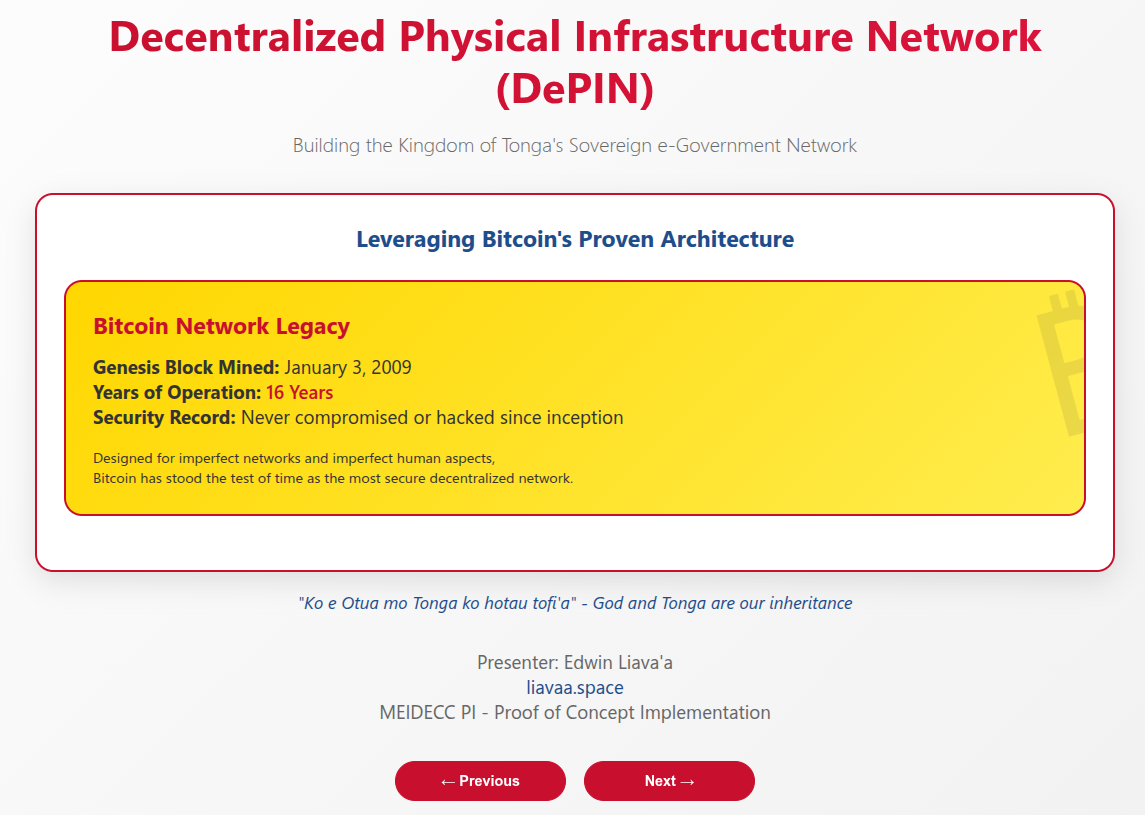 Decentralized Physical Infrastructure Network
(DePIN)
Building the Kingdom of Tonga's Sovereign e-Government Network
Leveraging Bitcoin's Proven Architecture
Bitcoin Network Legacy
Genesis Block Mined: January 3, 2009
Years of Operation: 16 Years
Security Record: Never compromised or hacked since inception
Designed for imperfect networks and imperfect human aspects,
Bitcoin has stood the test of time as the most secure decentralized network.
"Ko e Otua mo Tonga ko hotau tofi'a" - God and Tonga are our inheritance
Presenter: Edwin Liava'a
liavaa.space
MEIDECC PI - Proof of Concept Implementation
← Previous
Next →